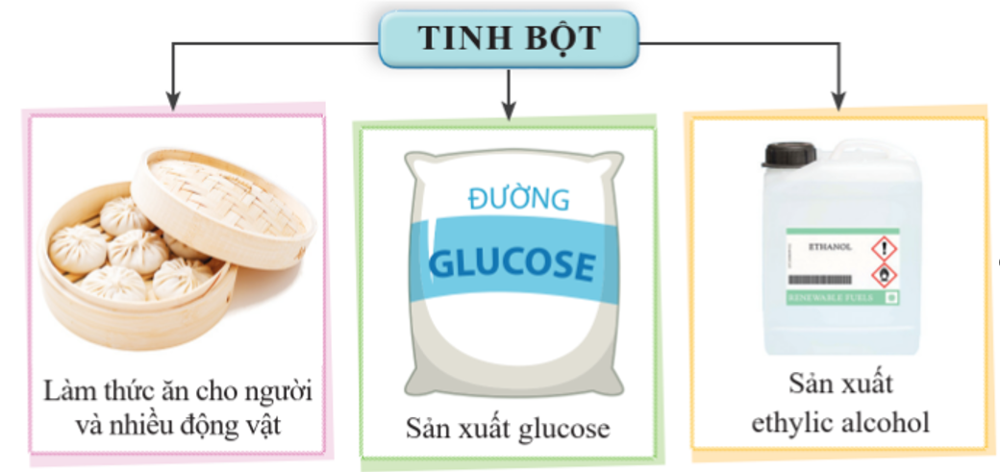 TINH BỘT
Làm thức ăn cho người
và nhiều động vật
ĐƯỜNG
GLUCOSE
Sản xuất glucose
ETHANOL
RENEWABLE FUELS
Sản xuất
ethylic alcohol